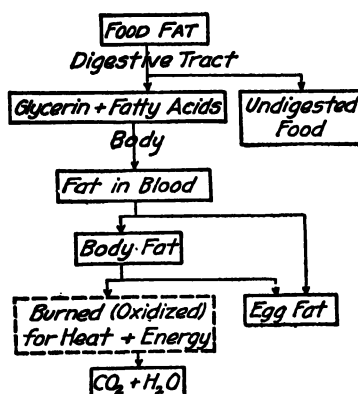 FOOD FAT
Digestive Tract
Glycerin + Fatty Acids
Undigested
Food
Body
Fat in Blood
Body Fat
Burned (Oxidized)
for Heat + Energy
Egg Fat
CO₂ + H₂O